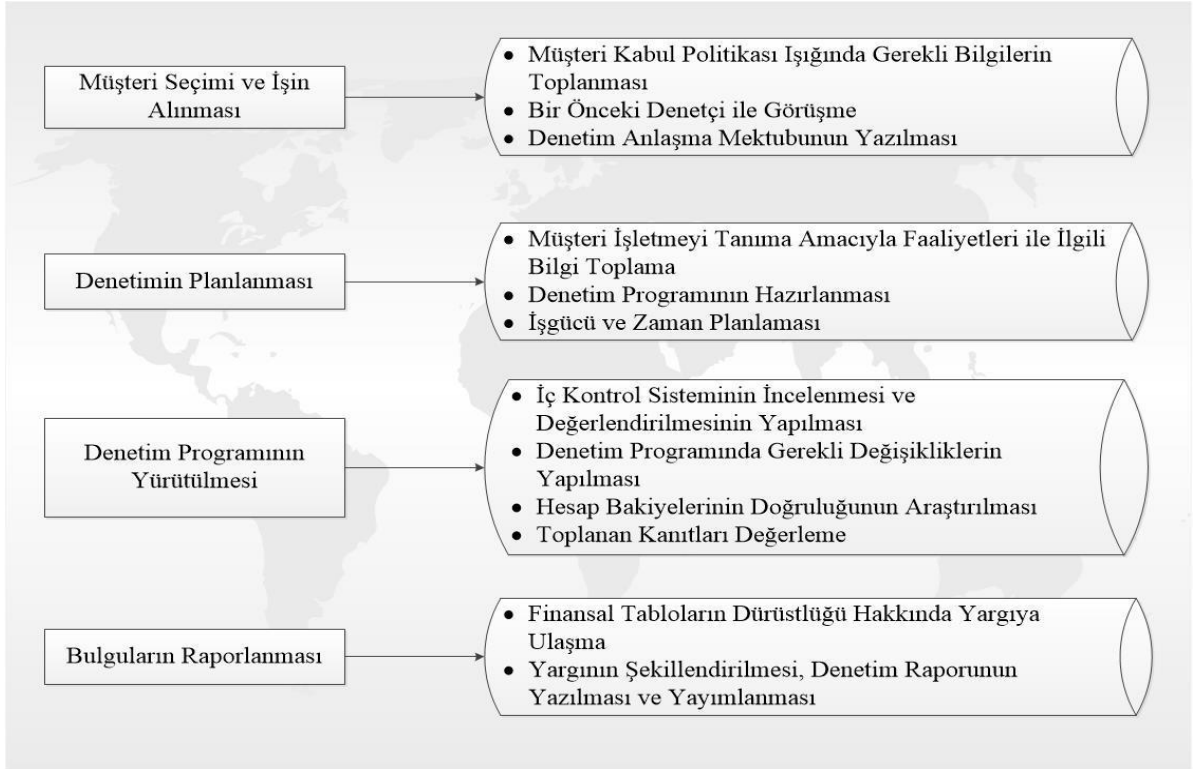 Müşteri Seçimi ve İşin
Alınması
• Müşteri Kabul Politikası Işığında Gerekli Bilgilerin
Toplanması
• Bir Önceki Denetçi ile Görüşme
• Denetim Anlaşma Mektubunun Yazılması
Denetimin Planlanması
• Müşteri İşletmeyi Tanıma Amacıyla Faaliyetleri ile İlgili
Bilgi Toplama
• Denetim Programının Hazırlanması
• İşgücü ve Zaman Planlaması
Denetim Programının
Yürütülmesi
• İç Kontrol Sisteminin İncelenmesi ve
Değerlendirilmesinin Yapılması
• Denetim Programında Gerekli Değişikliklerin
Yapılması
• Hesap Bakiyelerinin Doğruluğunun Araştırılması
• Toplanan Kanıtları Değerleme
Bulguların Raporlanması
• Finansal Tabloların Dürüstlüğü Hakkında Yargıya
Ulaşma
• Yargının Şekillendirilmesi, Denetim Raporunun
Yazılması ve Yayımlanması